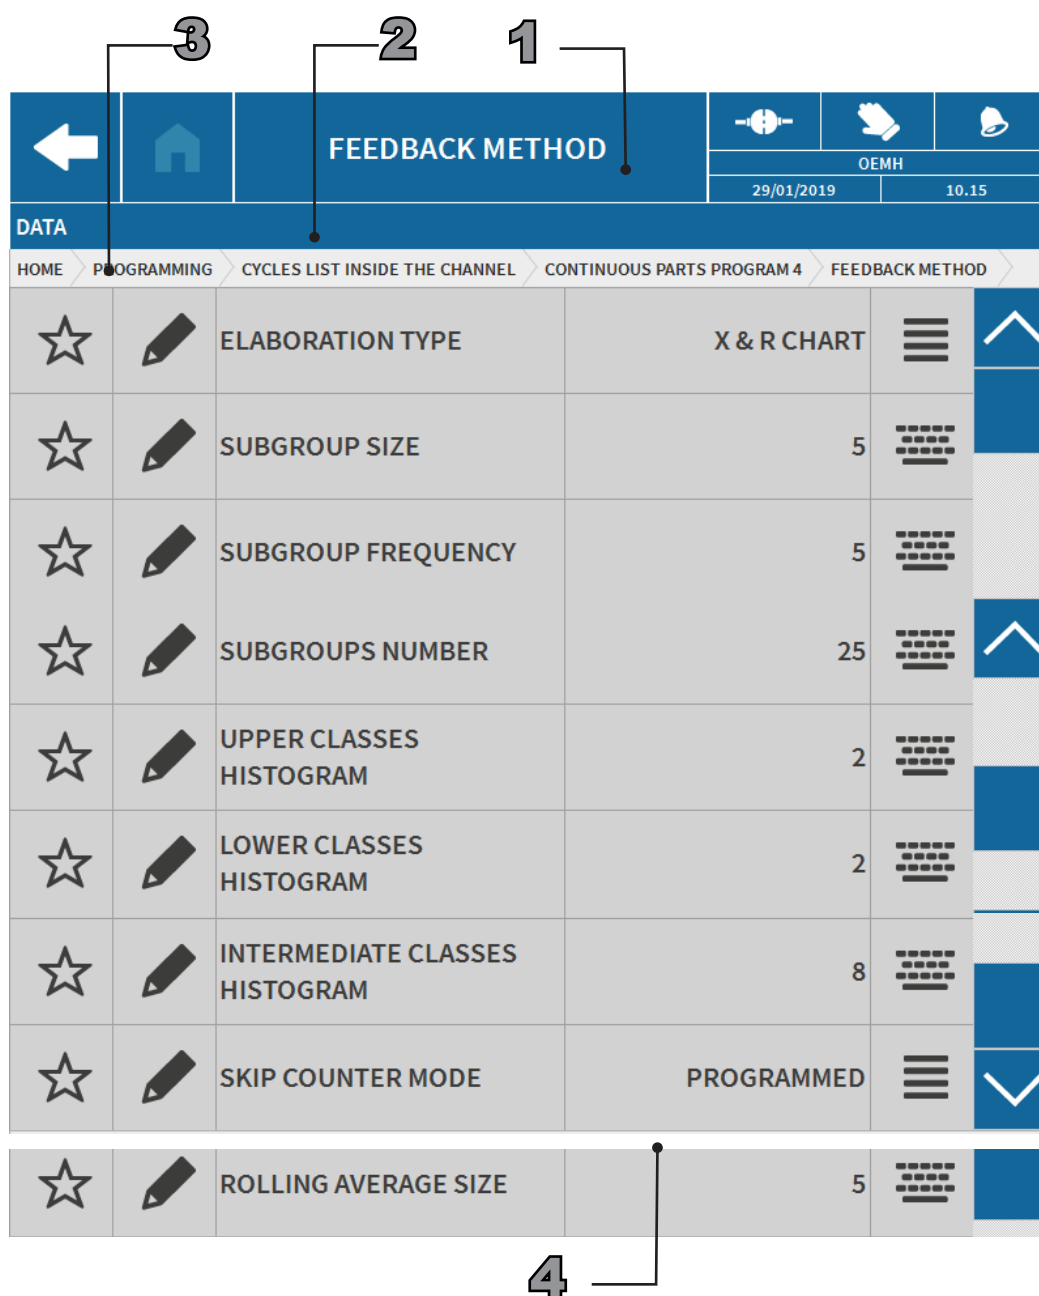 3 2 1
FEEDBACK METHOD
OEMH
29/01/2019 10.15
DATA
HOME PROGRAMMING CYCLES LIST INSIDE THE CHANNEL CONTINUOUS PARTS PROGRAM 4 FEEDBACK METHOD
ELABORATION TYPE X & R CHART
SUBGROUP SIZE 5
SUBGROUP FREQUENCY 5
SUBGROUPS NUMBER 25
UPPER CLASSES
HISTOGRAM 2
LOWER CLASSES
HISTOGRAM 2
INTERMEDIATE CLASSES
HISTOGRAM 8
SKIP COUNTER MODE PROGRAMMED
ROLLING AVERAGE SIZE 5
4